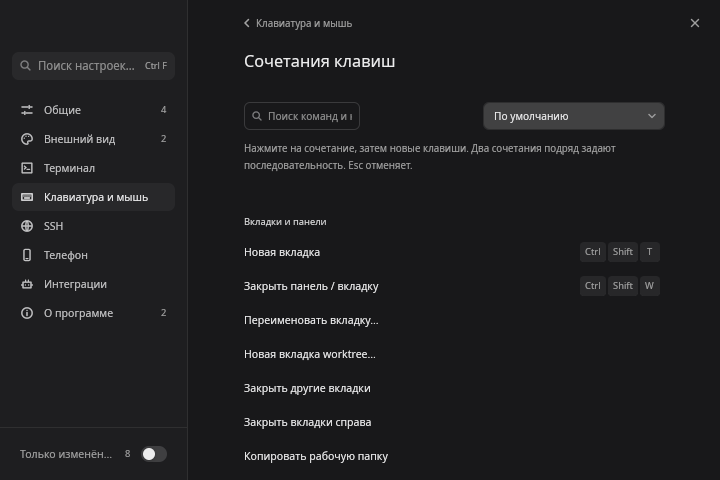 Клавиатура и мышь
Сочетания клавиш
Поиск настроек... Ctrl F
Общие 4
Внешний вид 2
Терминал
Клавиатура и мышь
SSH
Телефон
Интеграции
О программе 2
Только изменён... 8
Поиск команд и
По умолчанию
Нажмите на сочетание, затем новые клавиши. Два сочетания подряд задают
последовательность. Esc отменяет.
Вкладки и панели
Новая вкладка Ctrl Shift T
Закрыть панель / вкладку Ctrl Shift W
Переименовать вкладку...
Новая вкладка worktree...
Закрыть другие вкладки
Закрыть вкладки справа
Копировать рабочую папку